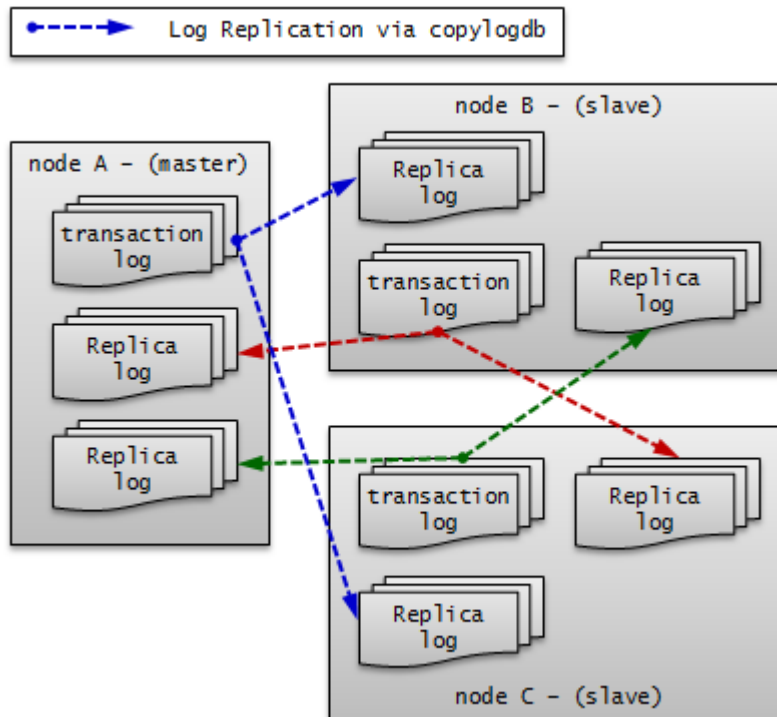 Log Replication via copylogdb
node A – (master)
transaction
log
Replica
log
Replica
log
node B – (slave)
Replica
log
transaction
log
Replica
log
transaction
log
Replica
log
Replica
log
node C – (slave)